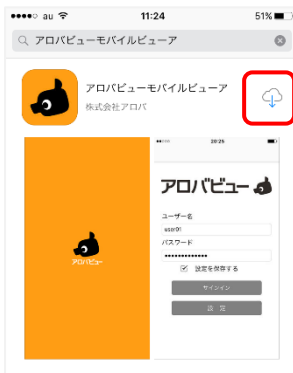 au 11:24 51%
アロバビューモバイルビューア
アロバビューモバイルビューア
株式会社アロバ
20:25
アロバビュー
ユーザー名
user01
パスワード
•••••••••••••
設定を保存する
サインイン
設 定
アロバビュー